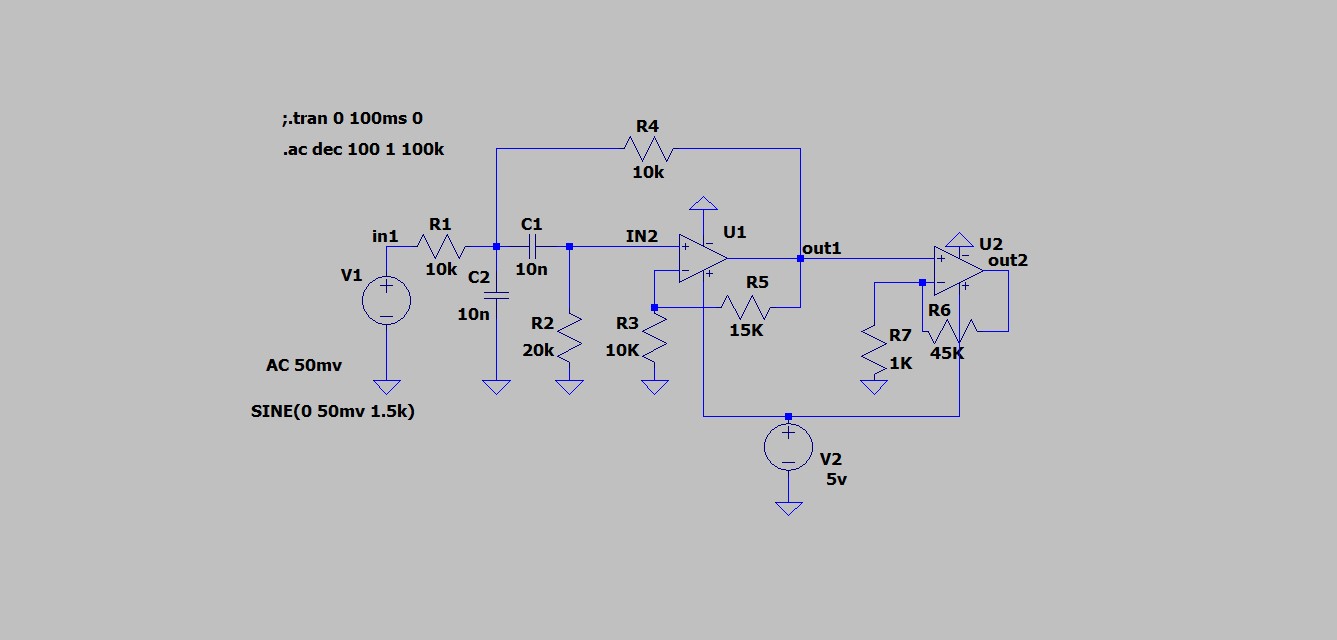 ;.tran 0 100ms 0
.ac dec 100 1 100k
R4
10k
in1
R1
10k
C1
10n
IN2
U1
out1
U2
out2
V1
C2
10n
R5
15K
R2
20k
R3
10K
R6
45K
R7
1K
AC 50mv
SINE(0 50mv 1.5k)
V2
5v